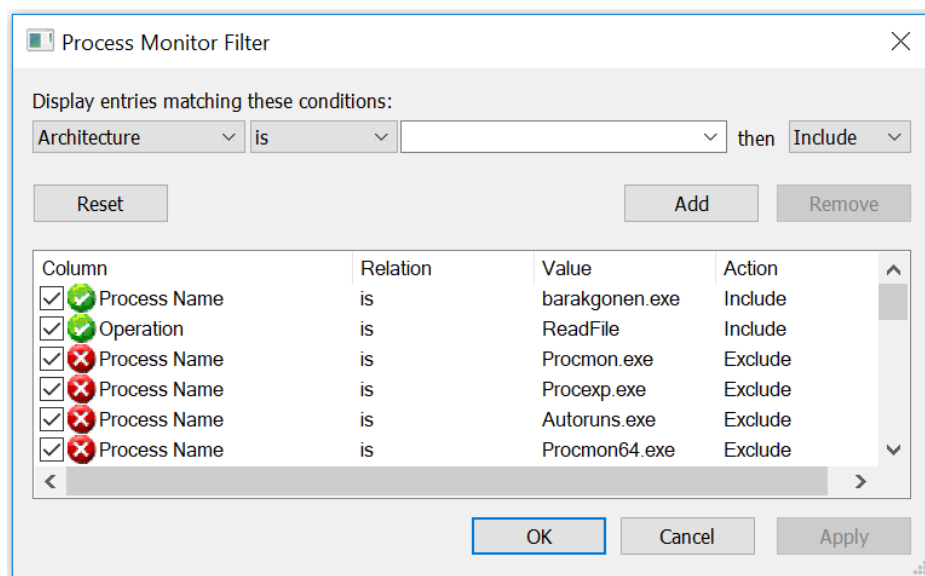 Process Monitor Filter
Display entries matching these conditions:
Architecture is then Include
Reset Add Remove
Column Relation Value Action
Process Name is barakgonen.exe Include
Operation is ReadFile Include
Process Name is Procmon.exe Exclude
Process Name is Procexp.exe Exclude
Process Name is Autoruns.exe Exclude
Process Name is Procmon64.exe Exclude
OK Cancel Apply